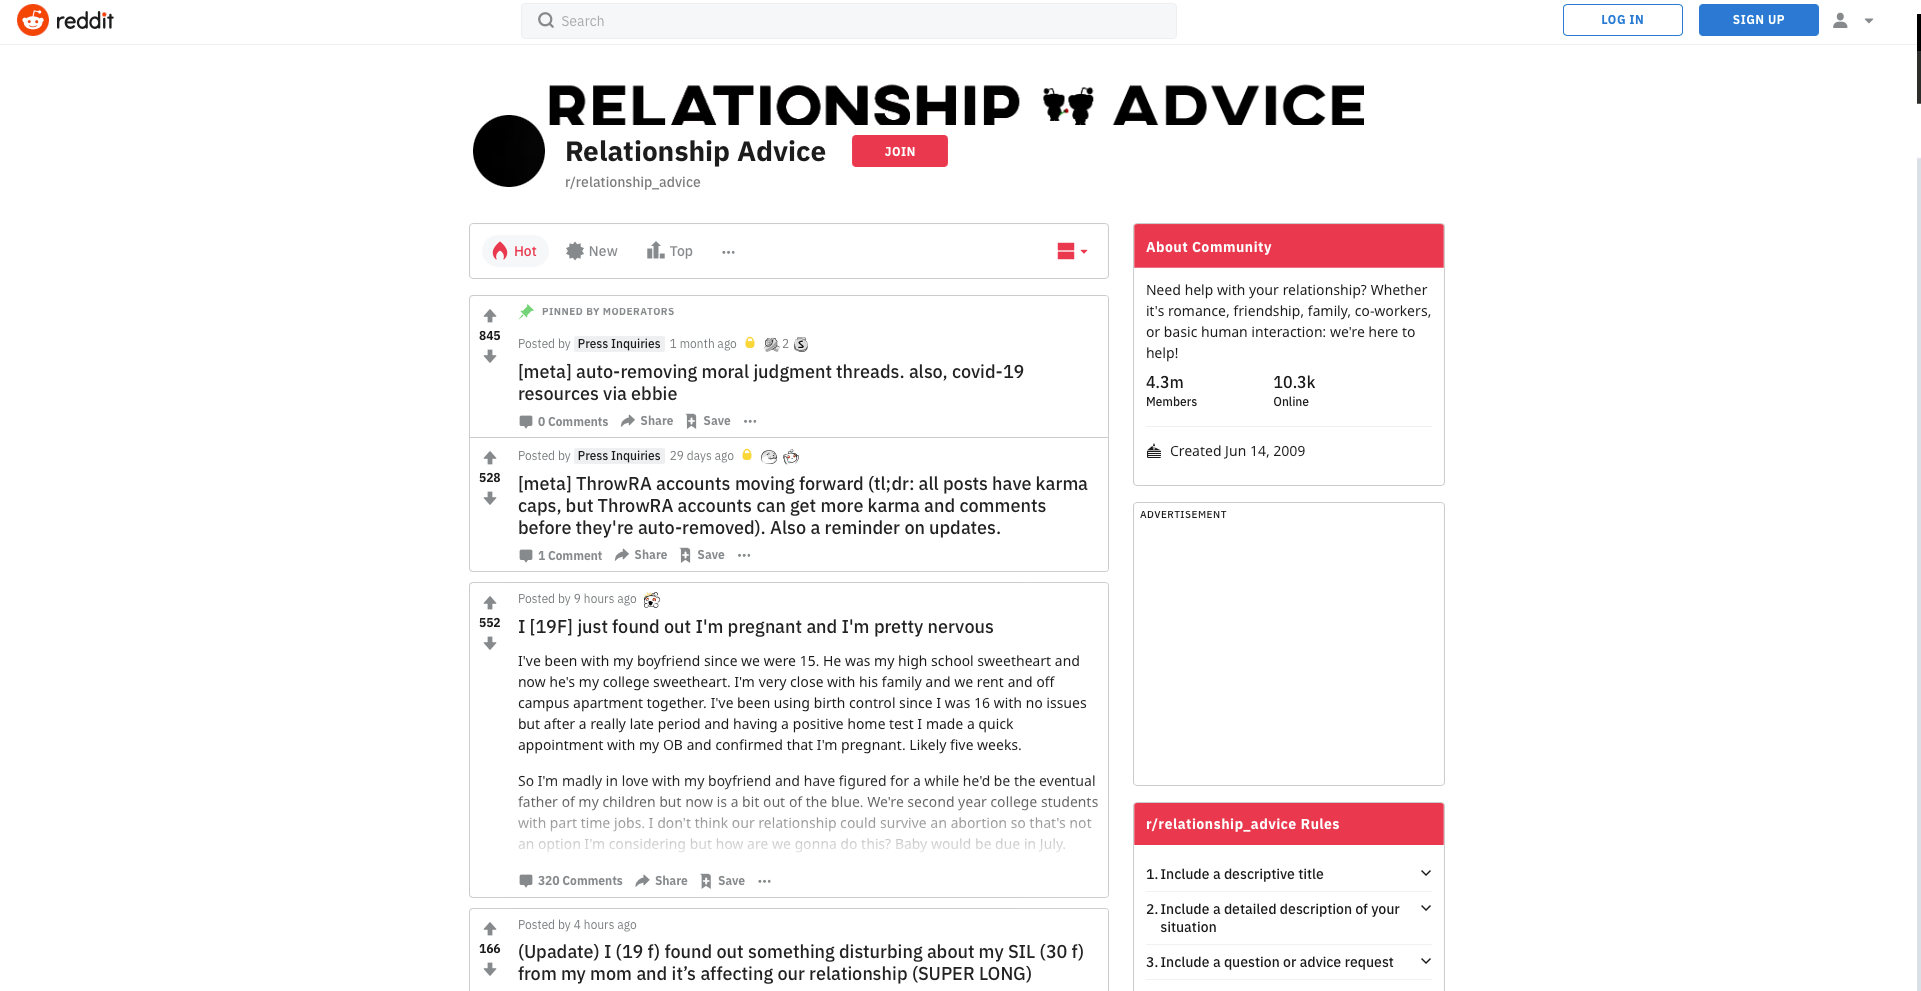 reddit
Search
LOG IN
SIGN UP
RELATIONSHIP ADVICE
Relationship Advice
JOIN
r/relationship_advice
Hot
New
Top
About Community
Need help with your relationship? Whether
it's romance, friendship, family, co-workers,
or basic human interaction: we're here to
help!
4.3m
10.3k
Members
Online
Created Jun 14, 2009
PINNED BY MODERATORS
845
Posted by Press Inquiries 1 month ago 2
[meta] auto-removing moral judgment threads. also, covid-19
resources via ebbie
0 Comments Share Save
Posted by Press Inquiries 29 days ago
528
[meta] ThrowRA accounts moving forward (tl;dr: all posts have karma
caps, but ThrowRA accounts can get more karma and comments
before they're auto-removed). Also a reminder on updates.
1 Comment Share Save
Posted by 9 hours ago
552
I [19F] just found out I'm pregnant and I'm pretty nervous
I've been with my boyfriend since we were 15. He was my high school sweetheart and
now he's my college sweetheart. I'm very close with his family and we rent and off
campus apartment together. I've been using birth control since I was 16 with no issues
but after a really late period and having a positive home test I made a quick
appointment with my OB and confirmed that I'm pregnant. Likely five weeks.
So I'm madly in love with my boyfriend and have figured for a while he'd be the eventual
father of my children but now is a bit out of the blue. We're second year college students
with part time jobs. I don't think our relationship could survive an abortion so that's not
an option I'm considering but how are we gonna do this? Baby would be due in July.
320 Comments Share Save
Posted by 4 hours ago
166
(Upadate) I (19 f) found out something disturbing about my SIL (30 f)
from my mom and it’s affecting our relationship (SUPER LONG)
ADVERTISEMENT
r/relationship_advice Rules
1. Include a descriptive title
2. Include a detailed description of your
situation
3. Include a question or advice request